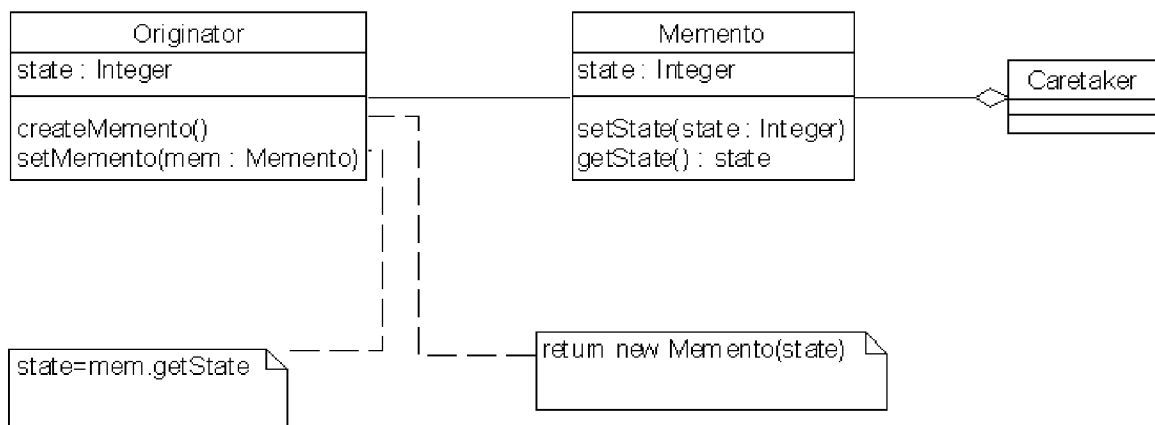 Originator
state : Integer
createMemento()
setMemento(mem : Memento)
Memento
state : Integer
setState(state : Integer)
getState() : state
Caretaker
state=mem.getState
return new Memento(state)